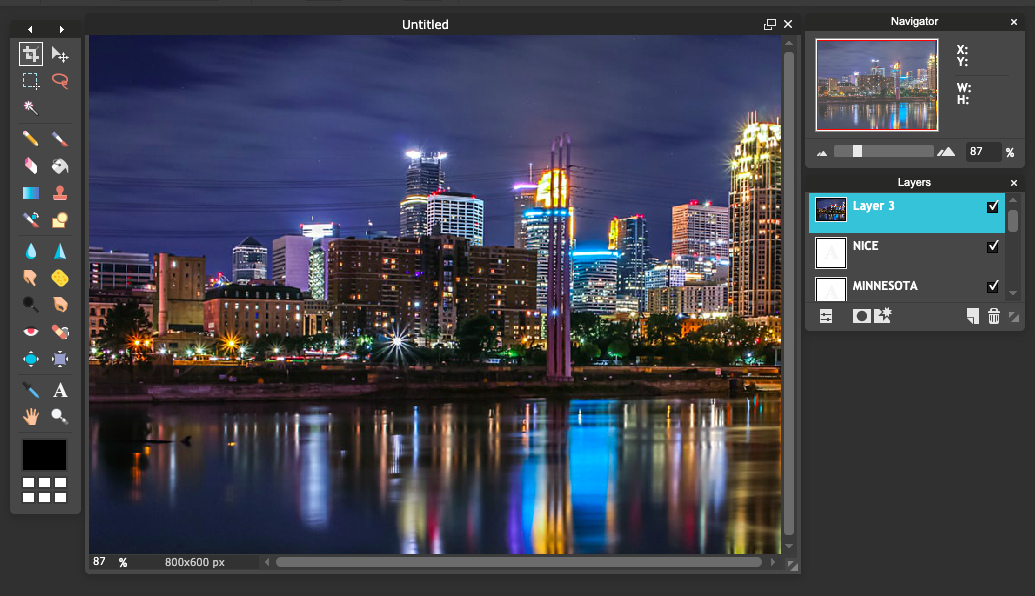 Untitled
Navigator
X:
Y:
W:
H:
87 %
Layers
Layer 3
NICE
MINNESOTA
A
87 %
800x600 px